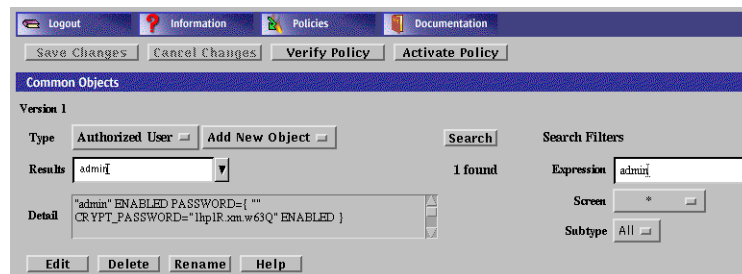 Logout Information Policies Documentation
Save Changes Cancel Changes Verify Policy Activate Policy
Common Objects
Version 1
Type Authorized User Add New Object Search Search Filters
Results admin 1 found Expression admin
Detail "admin" ENABLED PASSWORD={ ""
CRYPT_PASSWORD="1hp1R.xm.w63Q" ENABLED }
Screen *
Subtype All
Edit Delete Rename Help